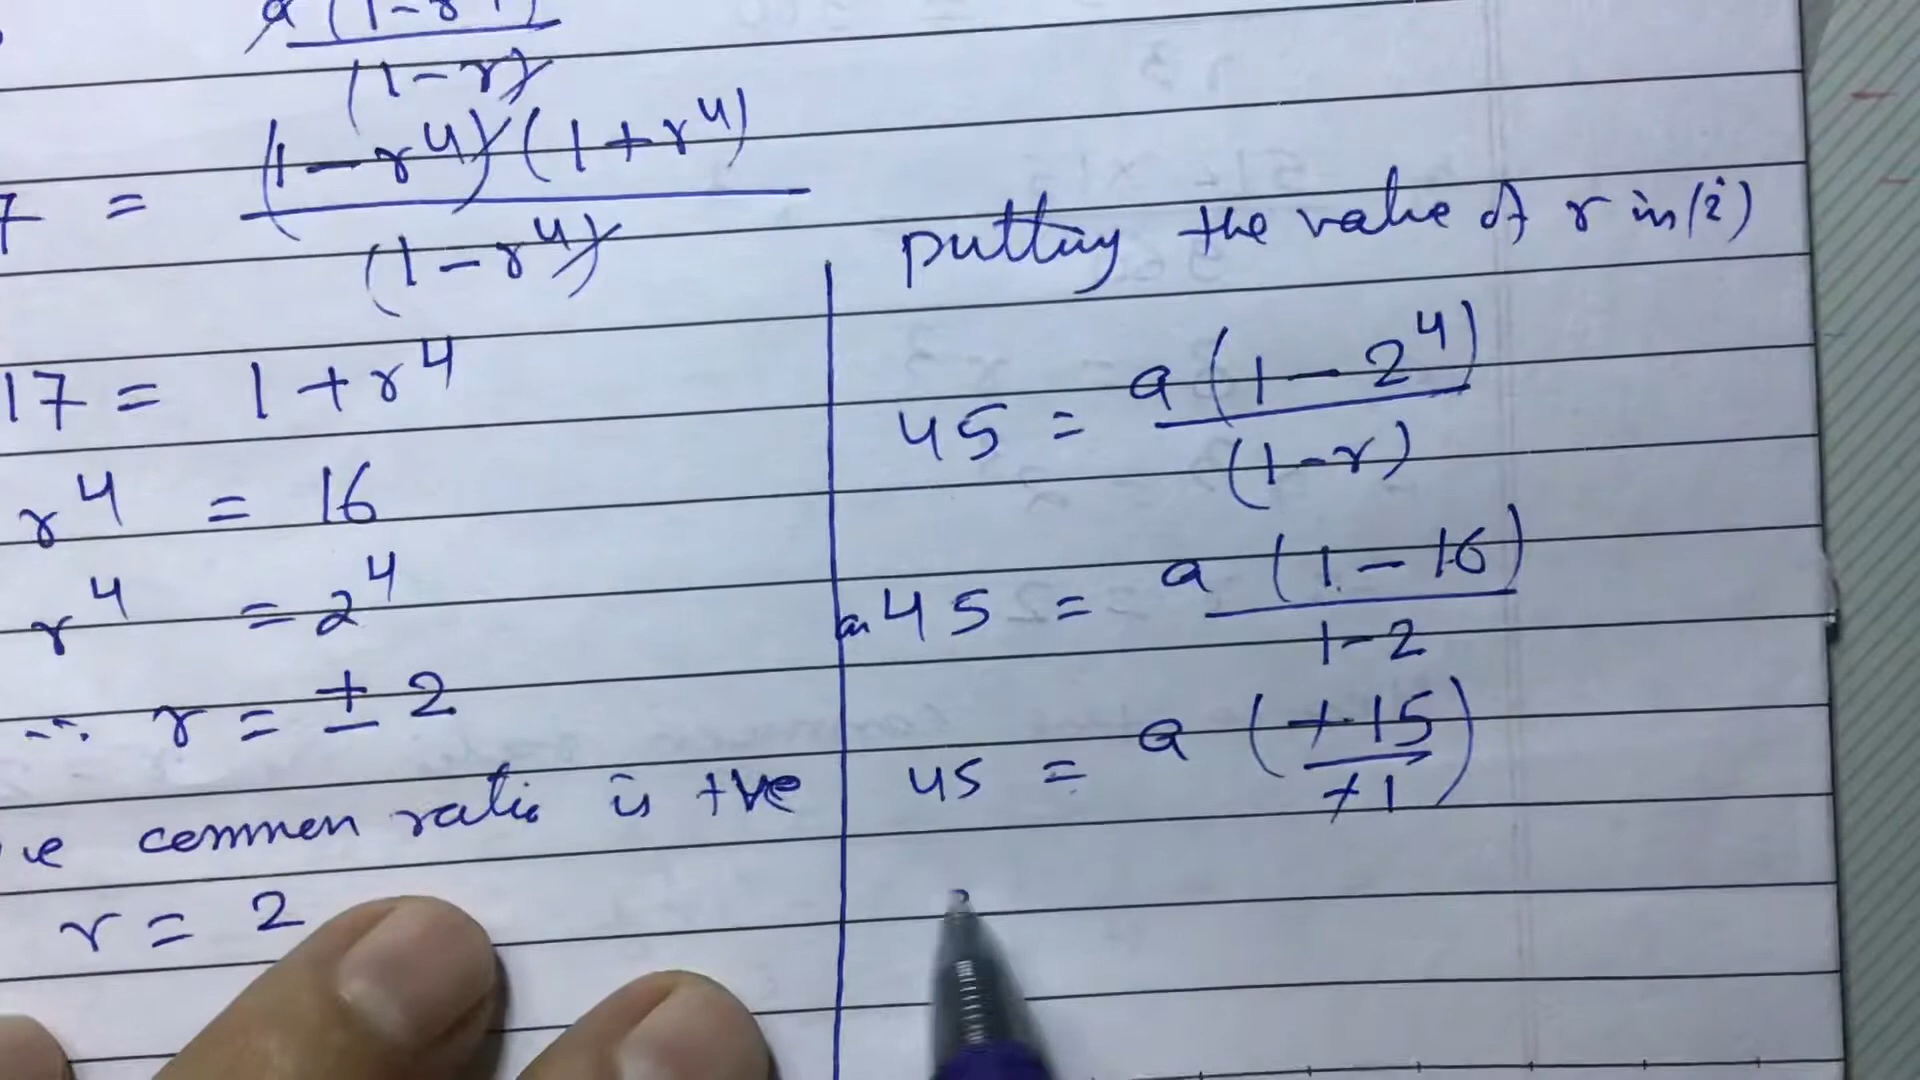 a (1-r4)
(1-r)
7 = (1-r⁴)(1+r⁴)
(1-r⁴)
17 = 1+r⁴
r⁴ = 16
r⁴ = 2⁴
∴ r = ± 2
common ratio is +ve
r = 2
putting the value of r in (i)
45 = a(1-2⁴)
(1-r)
45 = a (1-16)
1-2
45 = a (+15
+1)